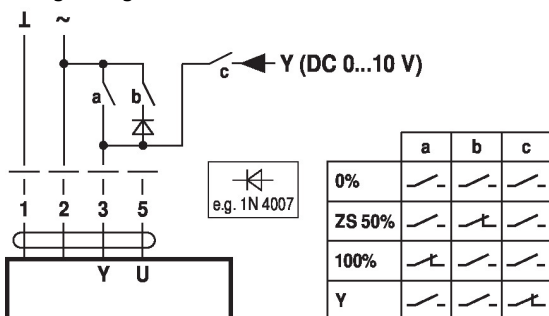 ⊥ ~
a b c Y (DC 0...10 V)
1 2 3 5
Y U
e.g. 1N 4007
a b c
0%
ZS 50%
100%
Y